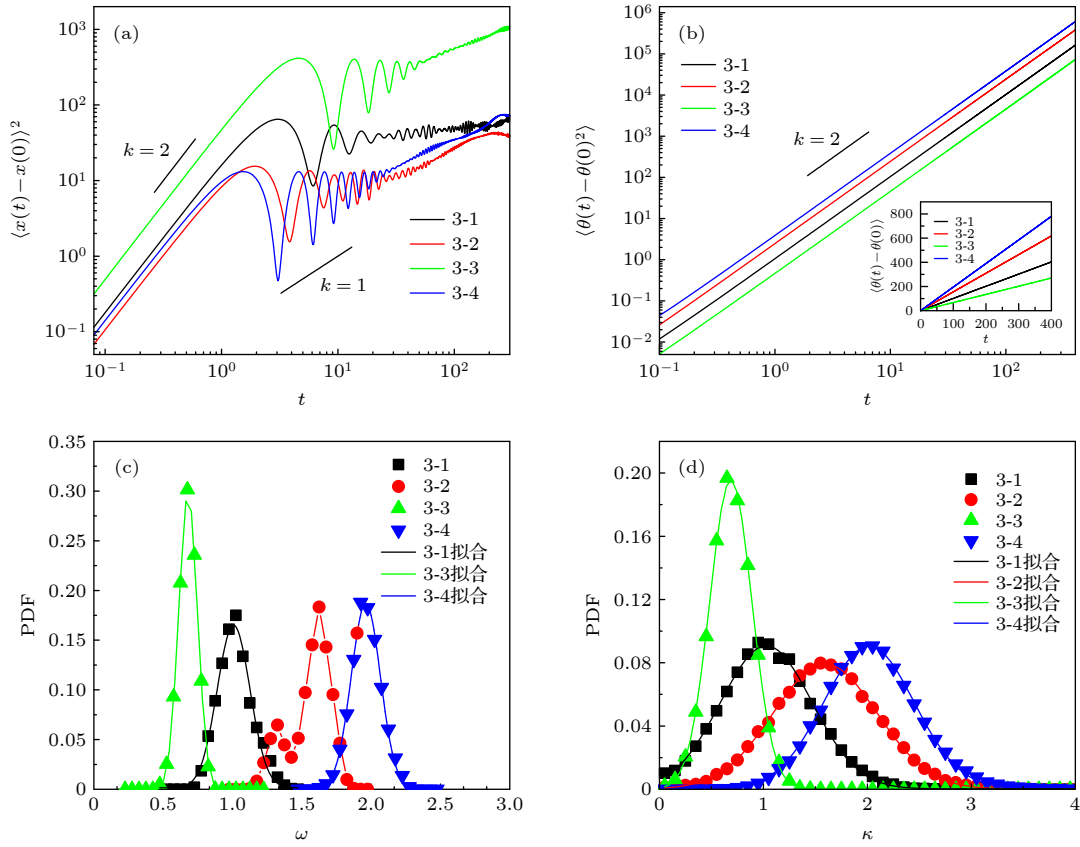 (a)
10³
10²
10¹
10⁰
10⁻¹
⟨x(t)−x(0)⟩²
k=2
k=1
3-1
3-2
3-3
3-4
10⁻¹
10⁰
10¹
10²
t
(b)
10⁶
10⁵
10⁴
10³
10²
10¹
10⁰
10⁻¹
10⁻²
⟨θ(t)−θ(0)²⟩
3-1
3-2
3-3
3-4
k=2
800
600
400
200
0
⟨θ(t)−θ(0)⟩
3-1
3-2
3-3
3-4
0 100 200 300 400
t
10⁻¹
10⁰
10¹
10²
t
(c)
0.35
0.30
0.25
0.20
0.15
0.10
0.05
0
PDF
3-1
3-2
3-3
3-4
3-1拟合
3-3拟合
3-4拟合
0 0.5 1.0 1.5 2.0 2.5 3.0
ω
(d)
0.20
0.16
0.12
0.08
0.04
0
PDF
3-1
3-2
3-3
3-4
3-1拟合
3-2拟合
3-3拟合
3-4拟合
0 1 2 3 4
κ